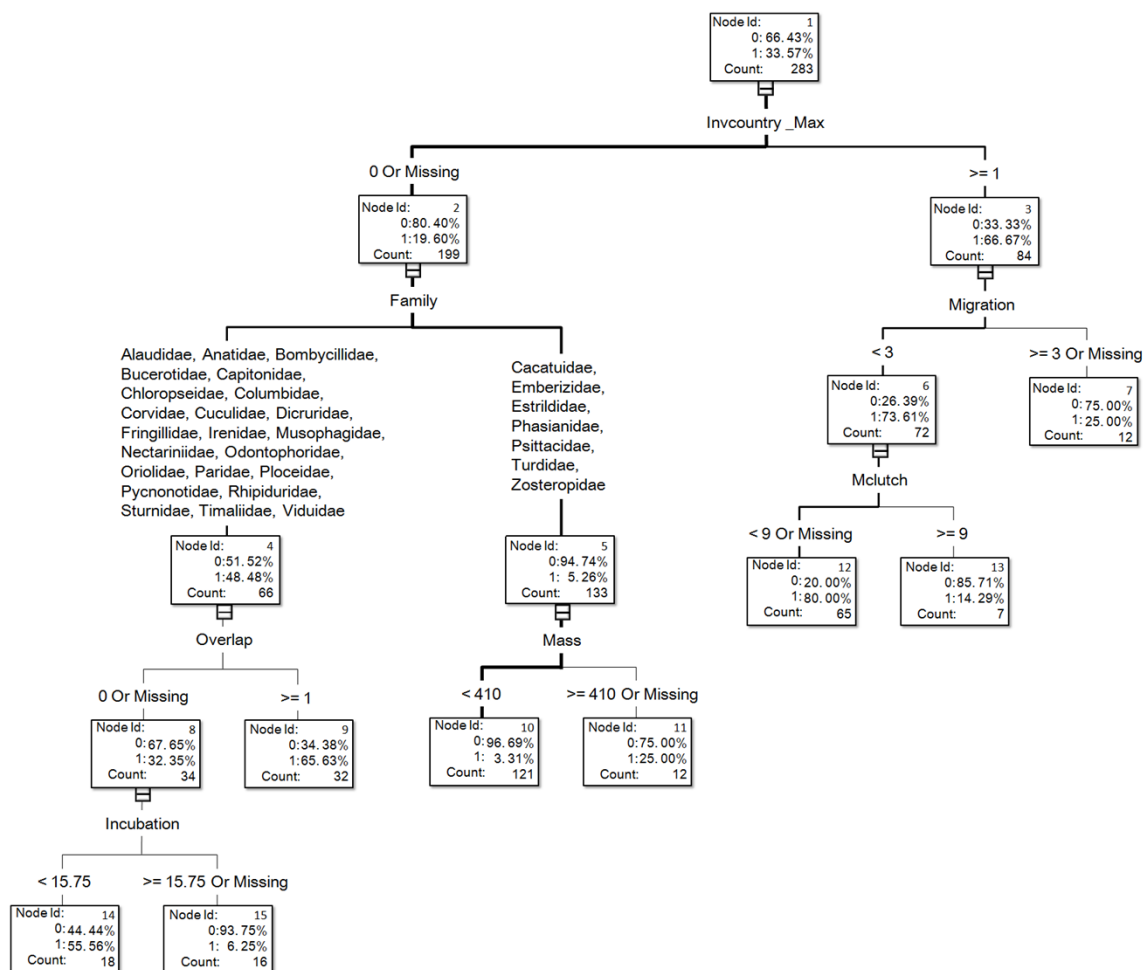 Node Id: 1
0: 66.43%
1: 33.57%
Count: 283
Invcountry _Max
0 Or Missing
>= 1
Node Id: 2
0:80.40%
1:19.60%
Count: 199
Node Id: 3
0:33.33%
1:66.67%
Count: 84
Family
Migration
Alaudidae, Anatidae, Bombycillidae,
Bucerotidae, Capitonidae,
Chloropseidae, Columbidae,
Corvidae, Cuculidae, Dicruridae,
Fringillidae, Irenidae, Musophagidae,
Nectariniidae, Odontophoridae,
Oriolidae, Paridae, Ploceidae,
Pycnonotidae, Rhipiduridae,
Sturnidae, Timaliidae, Viduidae
Cacatuidae,
Emberizidae,
Estrildidae,
Phasianidae,
Psittacidae,
Turdidae,
Zosteropidae
< 3
>= 3 Or Missing
Node Id: 6
0:26.39%
1:73.61%
Count: 72
Node Id: 7
0: 75.00%
1: 25.00%
Count: 12
Mclutch
< 9 Or Missing
>= 9
Node Id: 4
0:51.52%
1:48.48%
Count: 66
Node Id: 5
0:94.74%
1: 5.26%
Count: 133
Node Id: 12
0:20.00%
1:80.00%
Count: 65
Node Id: 13
0:85.71%
1:14.29%
Count: 7
Overlap
Mass
0 Or Missing
>= 1
< 410
>= 410 Or Missing
Node Id: 8
0:67.65%
1:32.35%
Count: 34
Node Id: 9
0:34.38%
1:65.63%
Count: 32
Node Id: 10
0:96.69%
1: 3.31%
Count: 121
Node Id: 11
0:75.00%
1:25.00%
Count: 12
Incubation
< 15.75
>= 15.75 Or Missing
Node Id: 14
0:44.44%
1:55.56%
Count: 18
Node Id: 15
0:93.75%
1: 6.25%
Count: 16